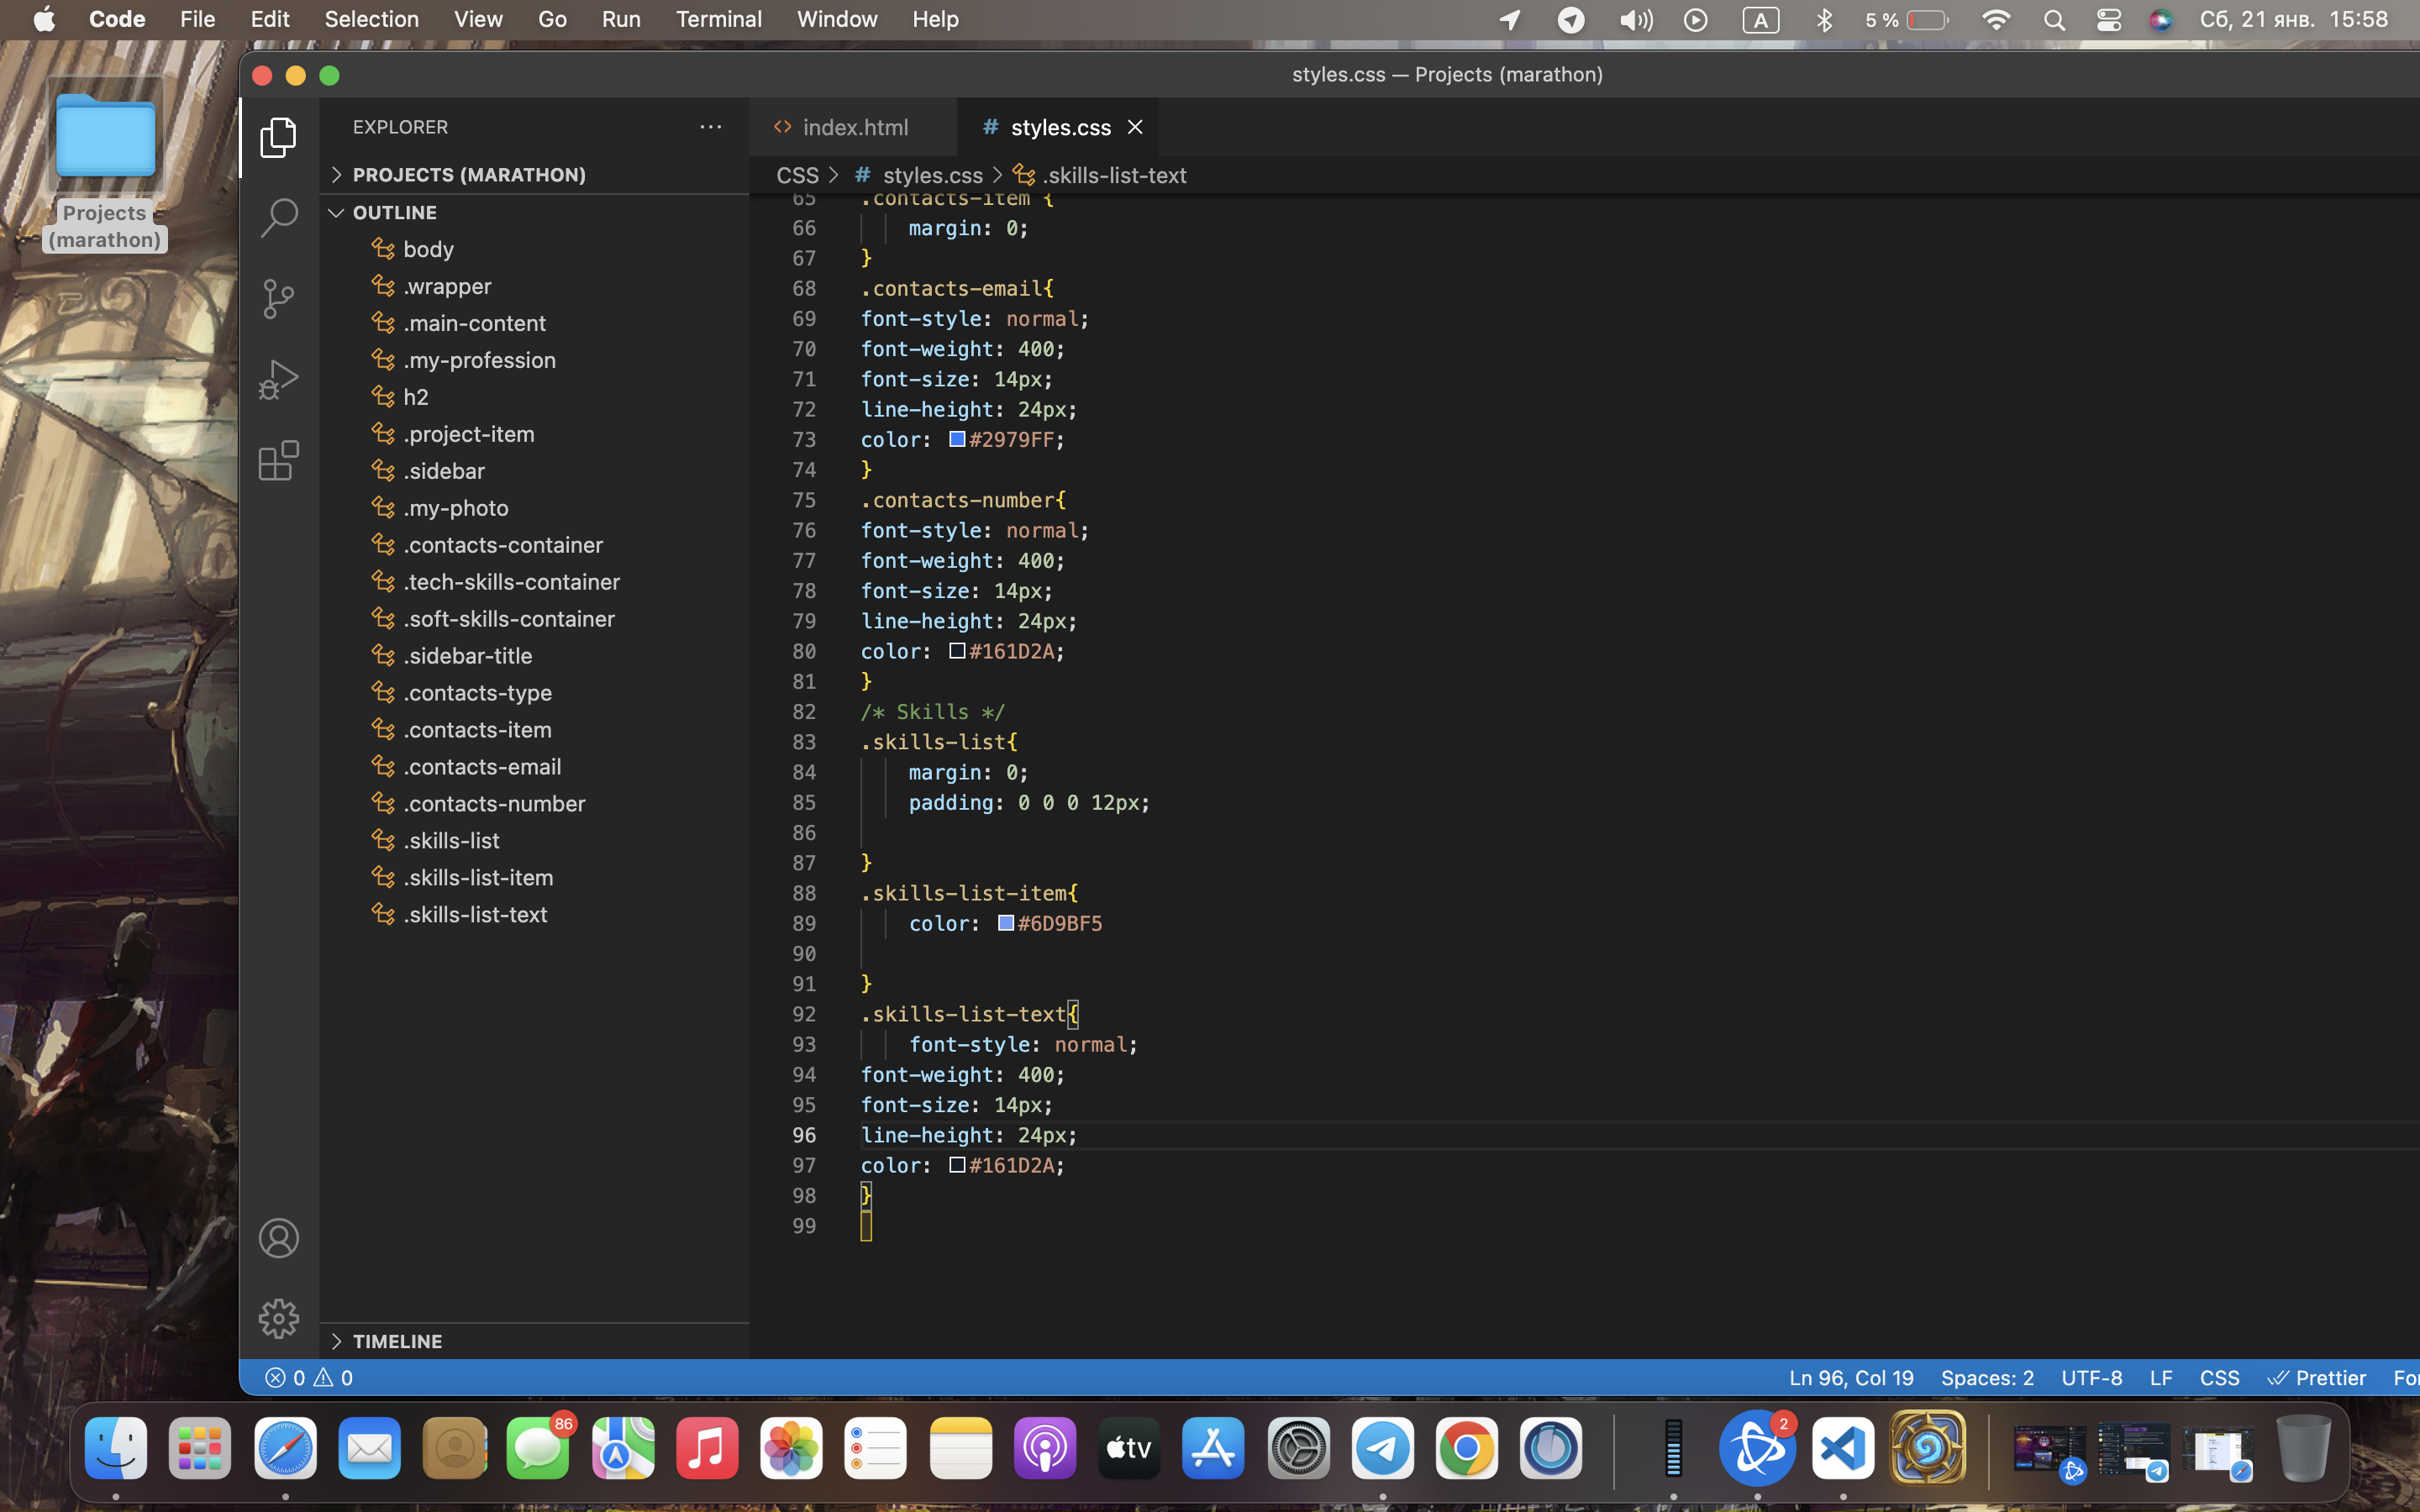 Code File Edit Selection View Go Run Terminal Window Help A 5 % Сб, 21 янв. 15:58
Projects
(marathon)
styles.css — Projects (marathon)
EXPLORER
PROJECTS (MARATHON)
OUTLINE
body
.wrapper
.main-content
.my-profession
h2
.project-item
.sidebar
.my-photo
.contacts-container
.tech-skills-container
.soft-skills-container
.sidebar-title
.contacts-type
.contacts-item
.contacts-email
.contacts-number
.skills-list
.skills-list-item
.skills-list-text
TIMELINE
index.html # styles.css
CSS > # styles.css > .skills-list-text
65 .contacts-item {
66 margin: 0;
67 }
68 .contacts-email{
69 font-style: normal;
70 font-weight: 400;
71 font-size: 14px;
72 line-height: 24px;
73 color: #2979FF;
74 }
75 .contacts-number{
76 font-style: normal;
77 font-weight: 400;
78 font-size: 14px;
79 line-height: 24px;
80 color: #161D2A;
81 }
82 /* Skills */
83 .skills-list{
84 margin: 0;
85 padding: 0 0 0 12px;
86
87 }
88 .skills-list-item{
89 color: #6D9BF5
90
91 }
92 .skills-list-text{
93 font-style: normal;
94 font-weight: 400;
95 font-size: 14px;
96 line-height: 24px;
97 color: #161D2A;
98 }
99
0 0 Ln 96, Col 19 Spaces: 2 UTF-8 LF CSS Prettier For
86
tv
2